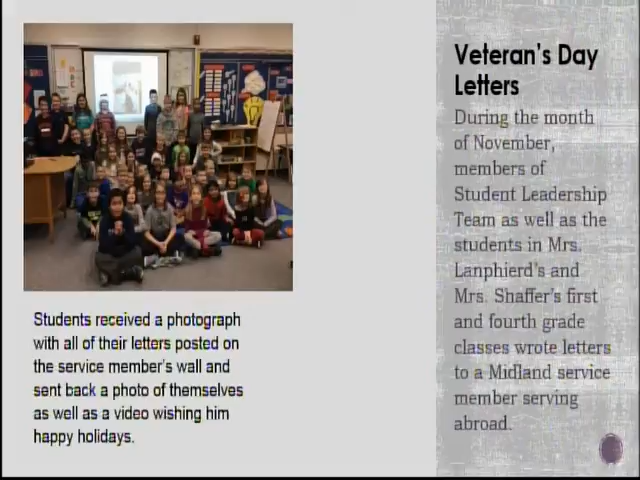 Veteran's Day
Letters
During the month
of November,
members of
Student Leadership
Team as well as the
students in Mrs.
Lanphierd's and
Mrs. Shaffer's first
and fourth grade
classes wrote letters
to a Midland service
member serving
abroad.
Students received a photograph
with all of their letters posted on
the service member's wall and
sent back a photo of themselves
as well as a video wishing him
happy holidays.